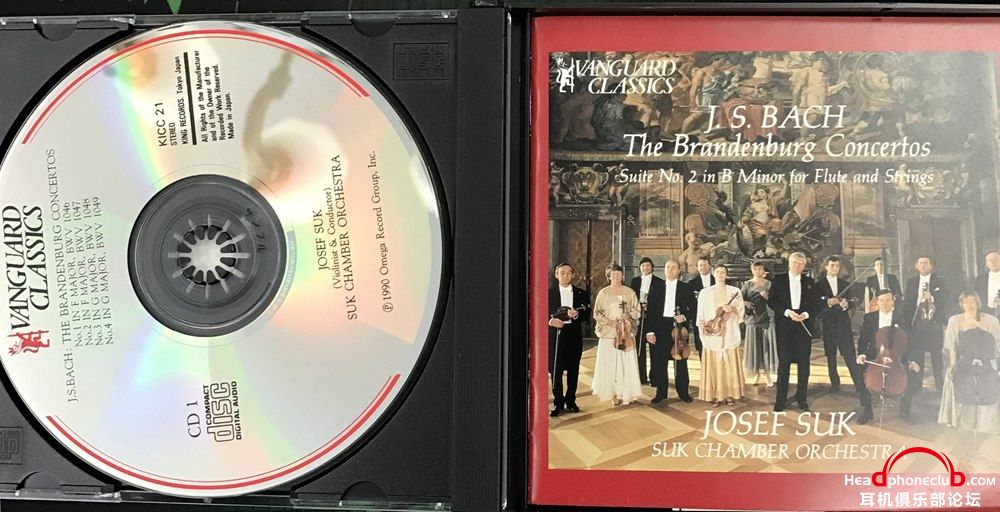 VANGUARD
CLASSICS
J.S.BACH: THE BRANDENBURG CONCERTOS
No.1 IN F MAJOR, BWV 1046
No.2 IN F MAJOR, BWV 1047
No.3 IN G MAJOR, BWV 1048
No.4 IN G MAJOR, BWV 1049
KICC 21
STEREO
KING RECORDS, Tokyo Japan
All Rights of the Manufacturer
and of the Owner of the
Recorded Work Reserved.
Made in Japan.
JOSEF SUK
(Violinist & Conductor)
SUK CHAMBER ORCHESTRA
℗1990 Omega Record Group, Inc.
CD 1
COMPACT
disc
DIGITAL AUDIO
VANGUARD
CLASSICS
J. S. BACH
The Brandenburg Concertos
Suite No. 2 in B Minor for Flute and Strings
JOSEF SUK
SUK CHAMBER ORCHESTRA
Headphoneclub.com
耳机俱乐部论坛